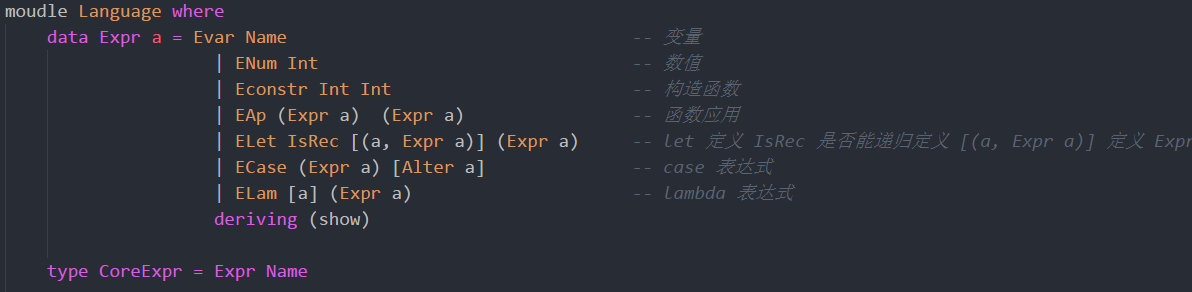 moudle Language where
data Expr a = Evar Name -- 变量
| ENum Int -- 数值
| Econstr Int Int -- 构造函数
| EAp (Expr a)  (Expr a) -- 函数应用
| ELet IsRec [(a, Expr a)] (Expr a) -- let 定义 IsRec 是否能递归定义 [(a, Expr a)] 定义 Expr
| ECase (Expr a) [Alter a] -- case 表达式
| ELam [a] (Expr a) -- lambda 表达式
deriving (show)
type CoreExpr = Expr Name